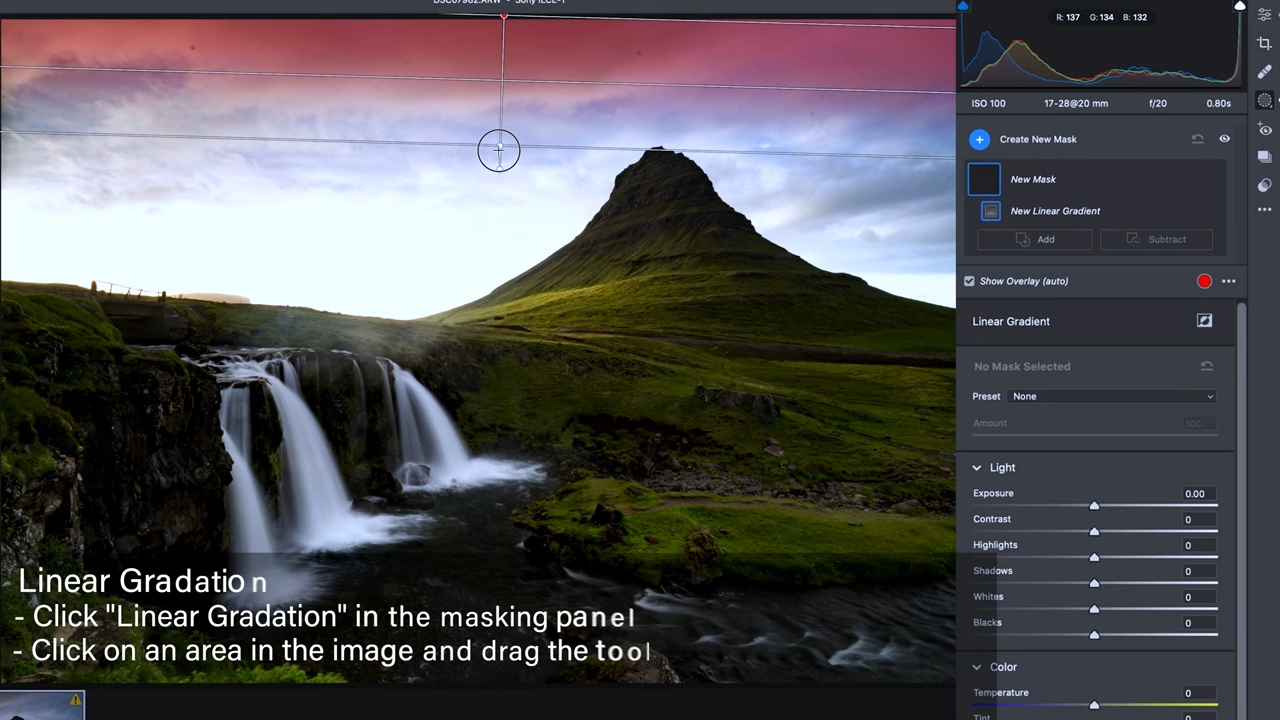 R: 137 G: 134 B: 132
ISO 100 17-28@20 mm f/20 0.80s
Create New Mask
New Mask
New Linear Gradient
Add Subtract
Show Overlay (auto)
Linear Gradient
No Mask Selected
Preset None
Amount 100
Light
Exposure 0.00
Contrast 0
Highlights 0
Shadows 0
Whites 0
Blacks 0
Color
Temperature 0
Linear Gradation
- Click "Linear Gradation" in the masking panel
- Click on an area in the image and drag the tool